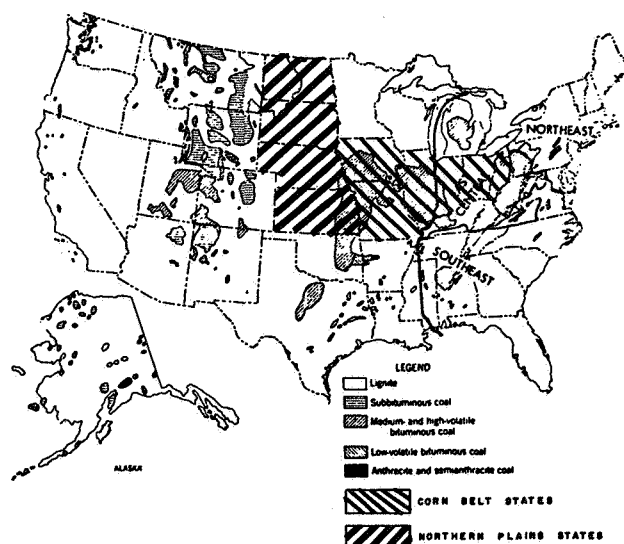 NORTHEAST
CENTRAL
SOUTHEAST
ALASKA
LEGEND
Lignite
Subbituminous coal
Medium- and high-volatile
bituminous coal
Low-volatile bituminous coal
Anthracite and semianthracite coal
CORN BELT STATES
NORTHERN PLAINS STATES